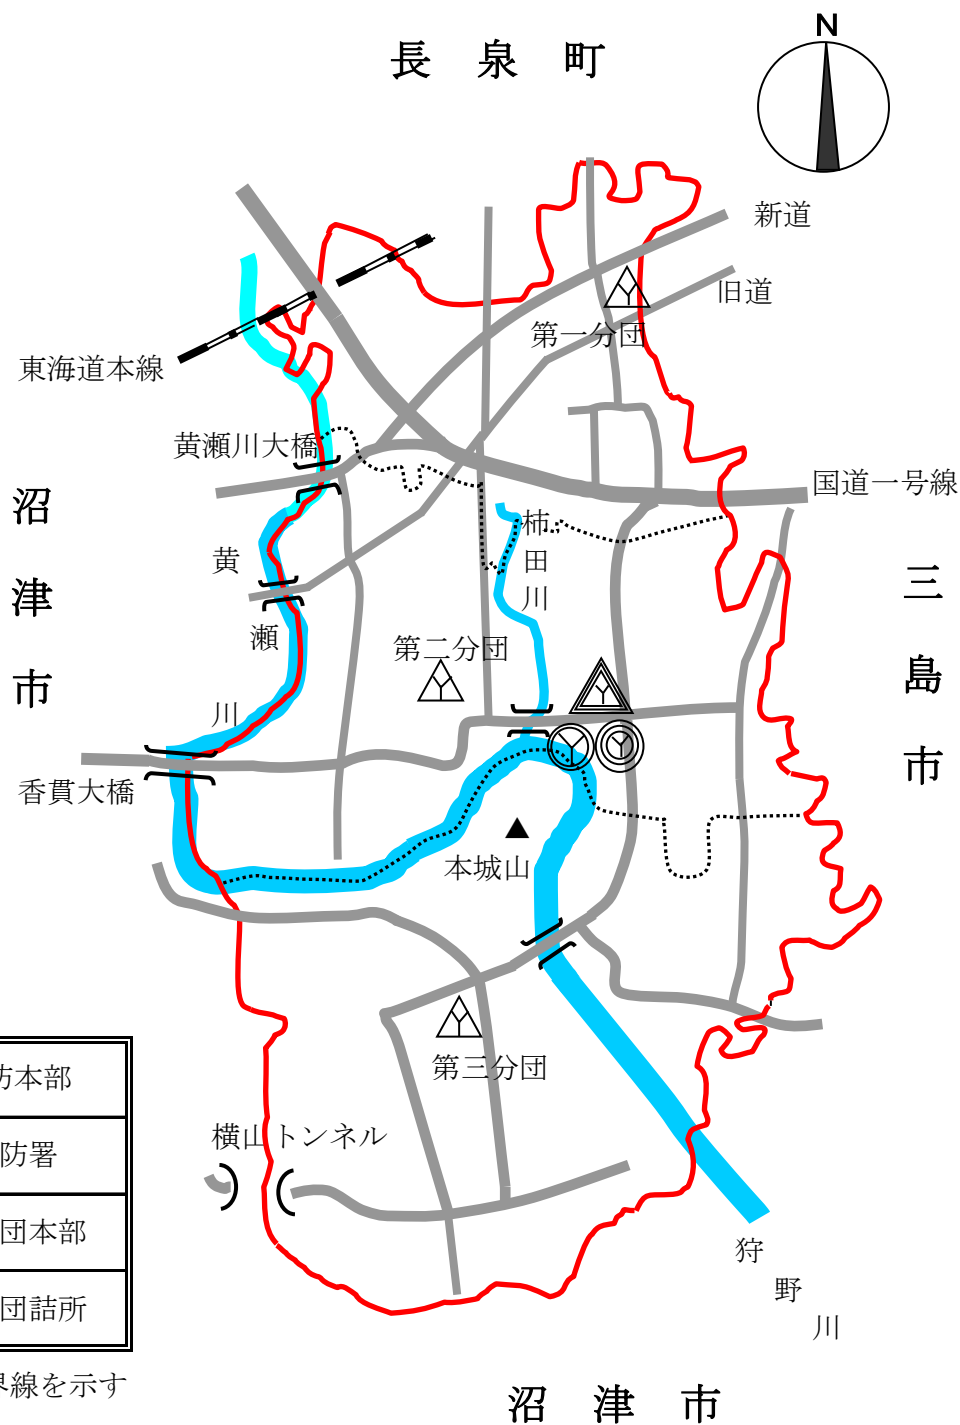 N
長泉町
新道
旧道
第一分団
東海道本線
黄瀬川大橋
国道一号線
沼津市
柿田川
黄瀬川
三島市
第二分団
香貫大橋
本城山
第三分団
防本部
防署
団本部
団詰所
界線を示す
横山トンネル
狩野川
沼津市